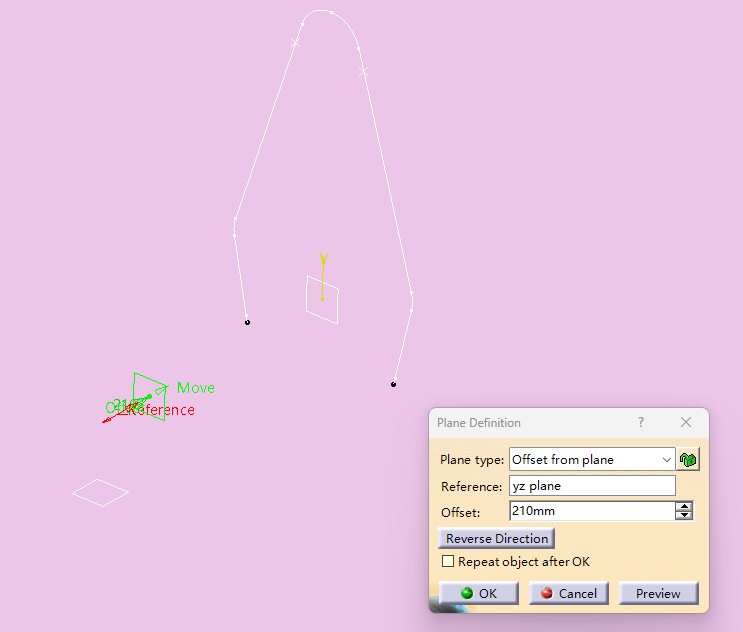 V
Move
Reference
Plane Definition
?
Plane type: Offset from plane
Reference: yz plane
Offset: 210mm
Reverse Direction
Repeat object after OK
OK Cancel Preview